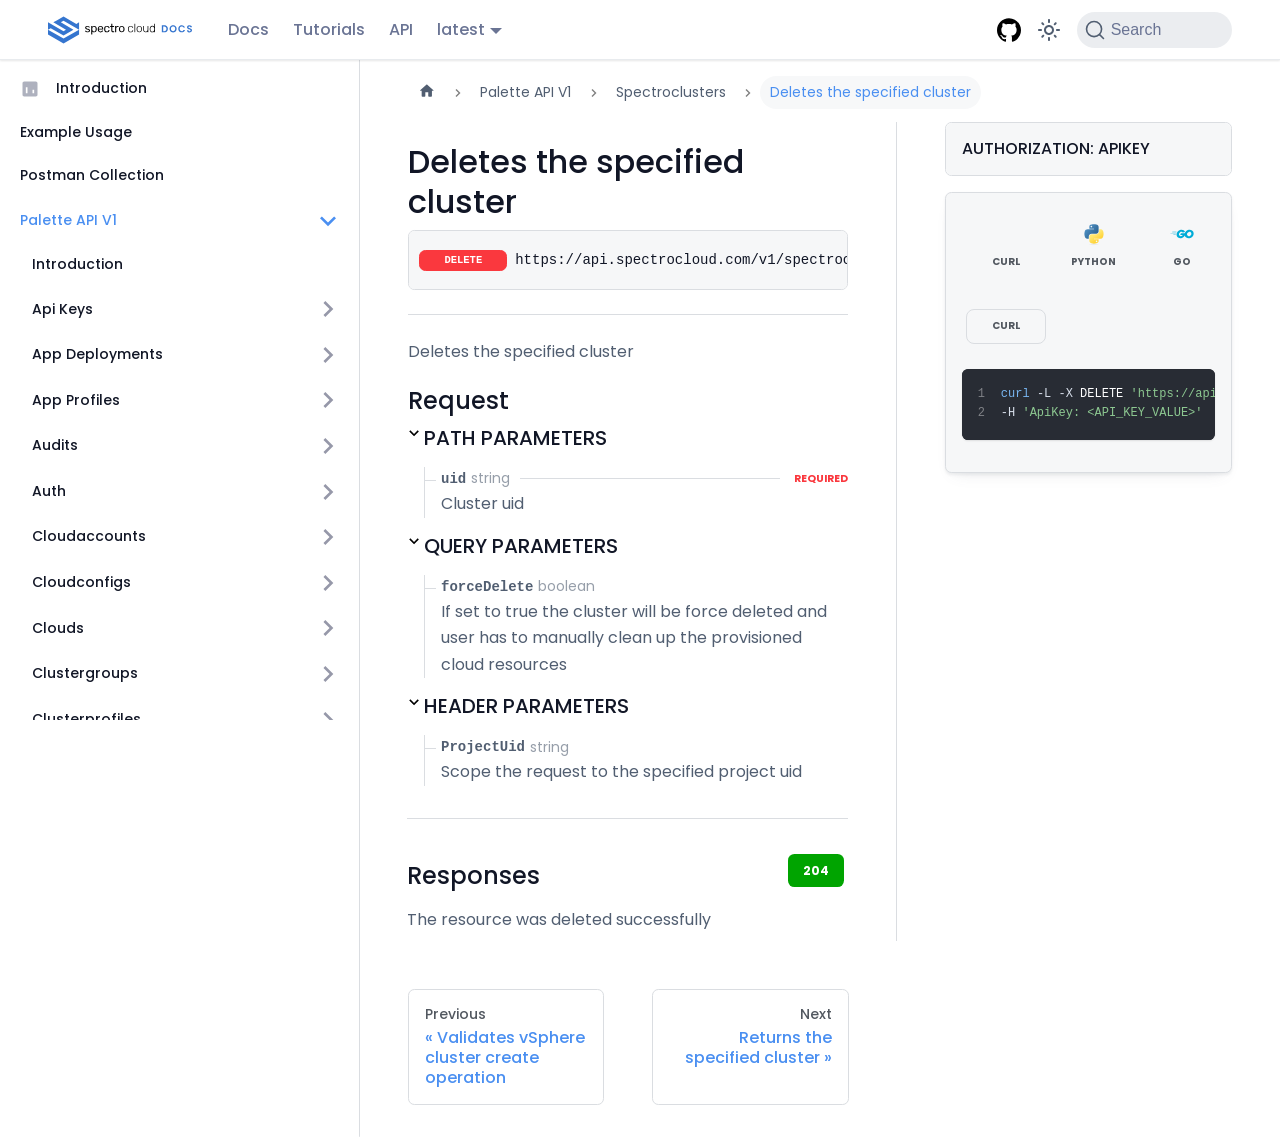 spectro cloud DOCS
Docs
Tutorials
API
latest
Search
Introduction
Example Usage
Postman Collection
Palette API V1
Introduction
Api Keys
App Deployments
App Profiles
Audits
Auth
Cloudaccounts
Cloudconfigs
Clouds
Clustergroups
Clusterprofiles
Palette API V1
Spectroclusters
Deletes the specified cluster
Deletes the specified
cluster
DELETE https://api.spectrocloud.com/v1/spectroc
Deletes the specified cluster
Request
PATH PARAMETERS
uid string REQUIRED
Cluster uid
QUERY PARAMETERS
forceDelete boolean
If set to true the cluster will be force deleted and
user has to manually clean up the provisioned
cloud resources
HEADER PARAMETERS
ProjectUid string
Scope the request to the specified project uid
Responses
204
The resource was deleted successfully
Previous
« Validates vSphere
cluster create
operation
Next
Returns the
specified cluster »
AUTHORIZATION: APIKEY
CURL
PYTHON
GO
CURL
1 curl -L -X DELETE 'https://api
2 -H 'ApiKey: <API_KEY_VALUE>'